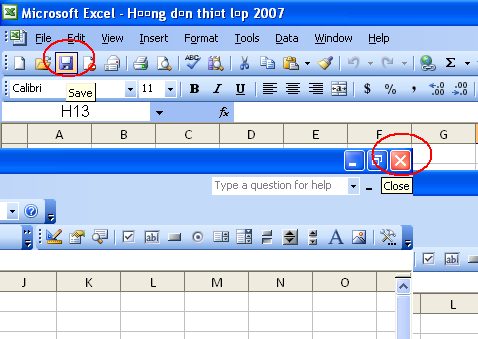 Microsoft Excel - H□□ng d□n thi□t l□p 2007
File Edit View Insert Format Tools Data Window Help
Calibri 11 B I U $ % ,
Save
H13 fx
A B C D E F G
Type a question for help
Close
J K L M N O
L